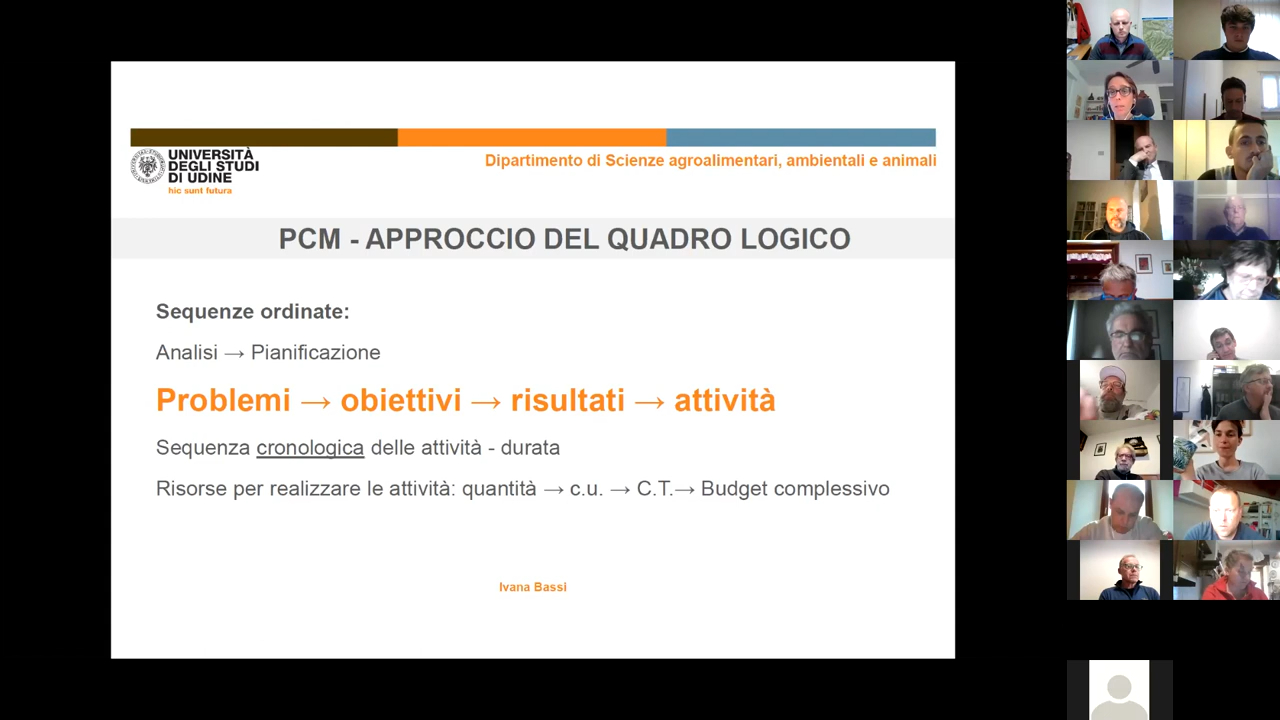 UNIVERSITÀ
DEGLI STUDI
DI UDINE
hic sunt futura
Dipartimento di Scienze agroalimentari, ambientali e animali
PCM - APPROCCIO DEL QUADRO LOGICO
Sequenze ordinate:
Analisi → Pianificazione
Problemi → obiettivi → risultati → attività
Sequenza cronologica delle attività - durata
Risorse per realizzare le attività: quantità → c.u. → C.T.→ Budget complessivo
Ivana Bassi